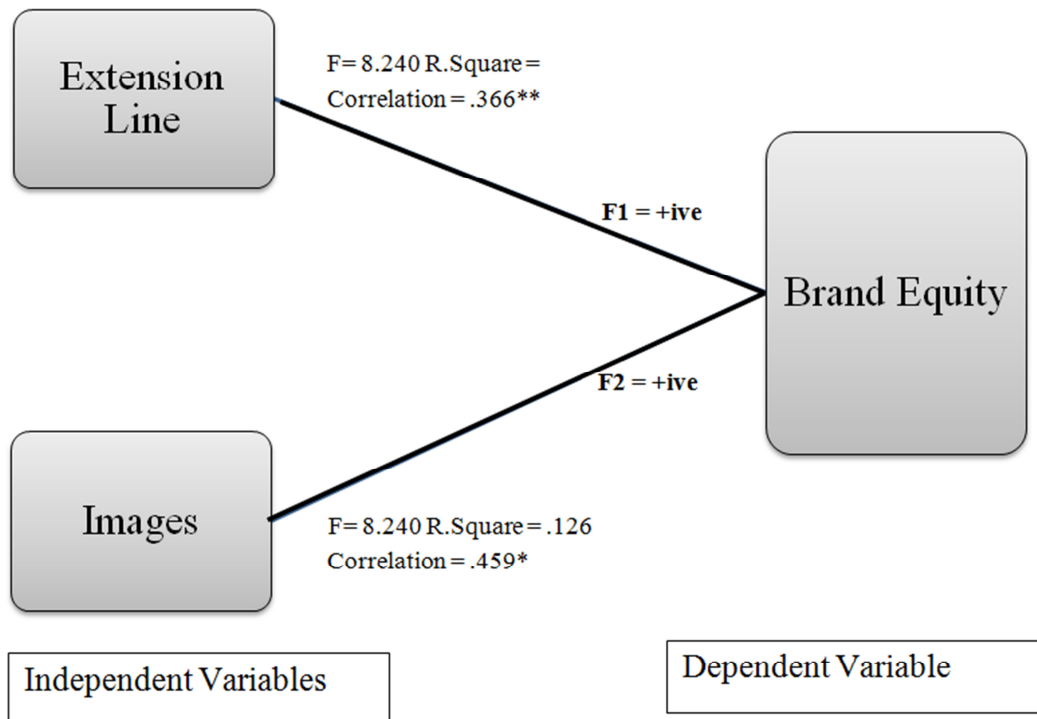 Extension
Line
F= 8.240 R.Square =
Correlation = .366**
F1 = +ive
Brand Equity
F2 = +ive
Images
F= 8.240 R.Square = .126
Correlation = .459*
Independent Variables
Dependent Variable